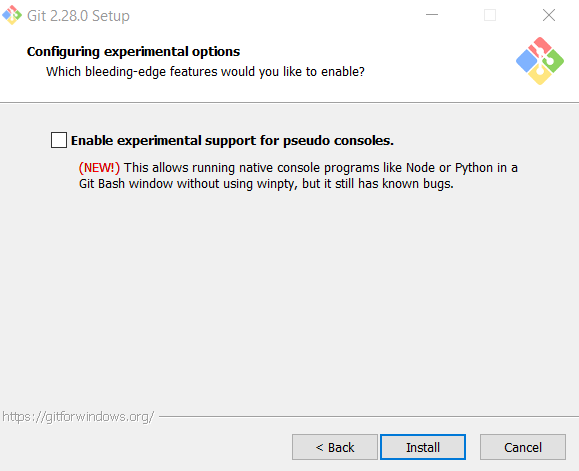 Git 2.28.0 Setup
Configuring experimental options
Which bleeding-edge features would you like to enable?
Enable experimental support for pseudo consoles.
(NEW!) This allows running native console programs like Node or Python in a
Git Bash window without using winpty, but it still has known bugs.
https://gitforwindows.org/
< Back
Install
Cancel